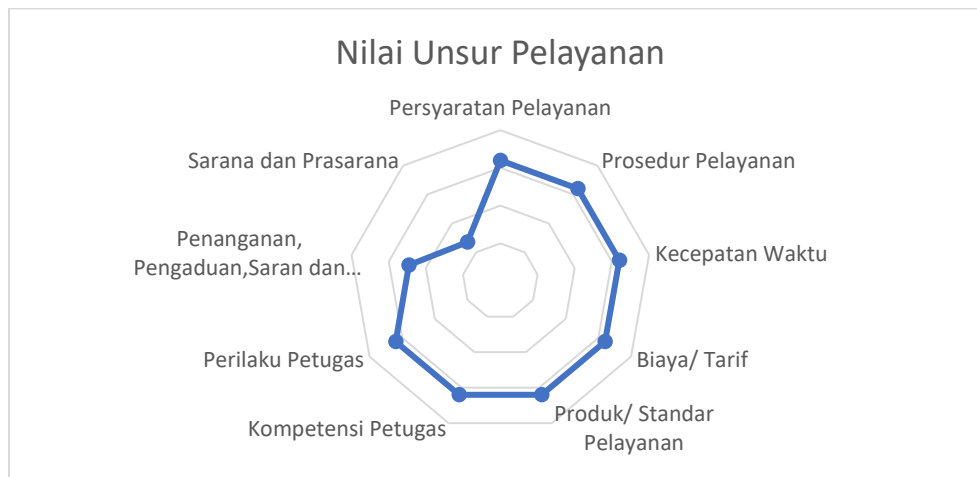 Nilai Unsur Pelayanan
Persyaratan Pelayanan
Prosedur Pelayanan
Kecepatan Waktu
Biaya/ Tarif
Produk/ Standar
Pelayanan
Kompetensi Petugas
Perilaku Petugas
Penanganan,
Pengaduan,Saran dan…
Sarana dan Prasarana